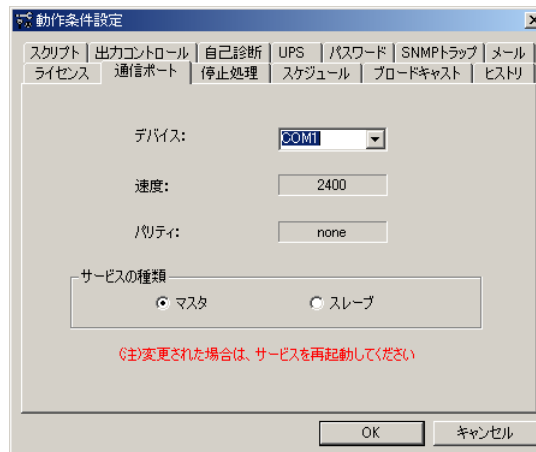 動作条件設定
スクリプト 出力コントロール 自己診断 UPS パスワード SNMPトラップ メール
ライセンス 通信ポート 停止処理 スケジュール ブロードキャスト ヒストリ
デバイス: COM1
速度: 2400
パリティ: none
サービスの種類
マスタ スレーブ
(注)変更された場合は、サービスを再起動してください
OK キャンセル